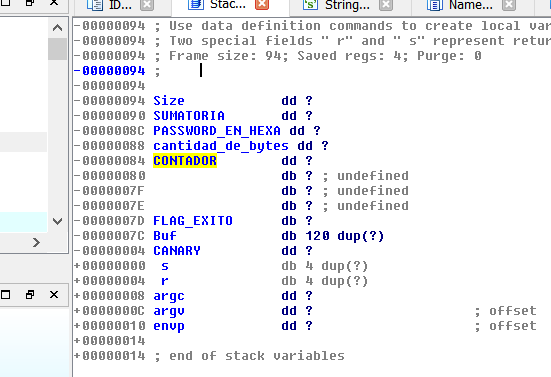 ID... Stac... String... Name...
-00000094 ; Use data definition commands to create local var
-00000094 ; Two special fields " r" and " s" represent retur
-00000094 ; Frame size: 94; Saved regs: 4; Purge: 0
-00000094 ;
-00000094
-00000094 Size dd ?
-00000090 SUMATORIA dd ?
-0000008C PASSWORD_EN_HEXA dd ?
-00000088 cantidad_de_bytes dd ?
-00000084 CONTADOR dd ?
-00000080 db ? ; undefined
-0000007F db ? ; undefined
-0000007E db ? ; undefined
-0000007D FLAG_EXITO db ?
-0000007C Buf db 120 dup(?)
-00000004 CANARY dd ?
+00000000 s db 4 dup(?)
+00000004 r db 4 dup(?)
+00000008 argc dd ?
+0000000C argv dd ? ; offset
+00000010 envp dd ? ; offset
+00000014
+00000014 ; end of stack variables